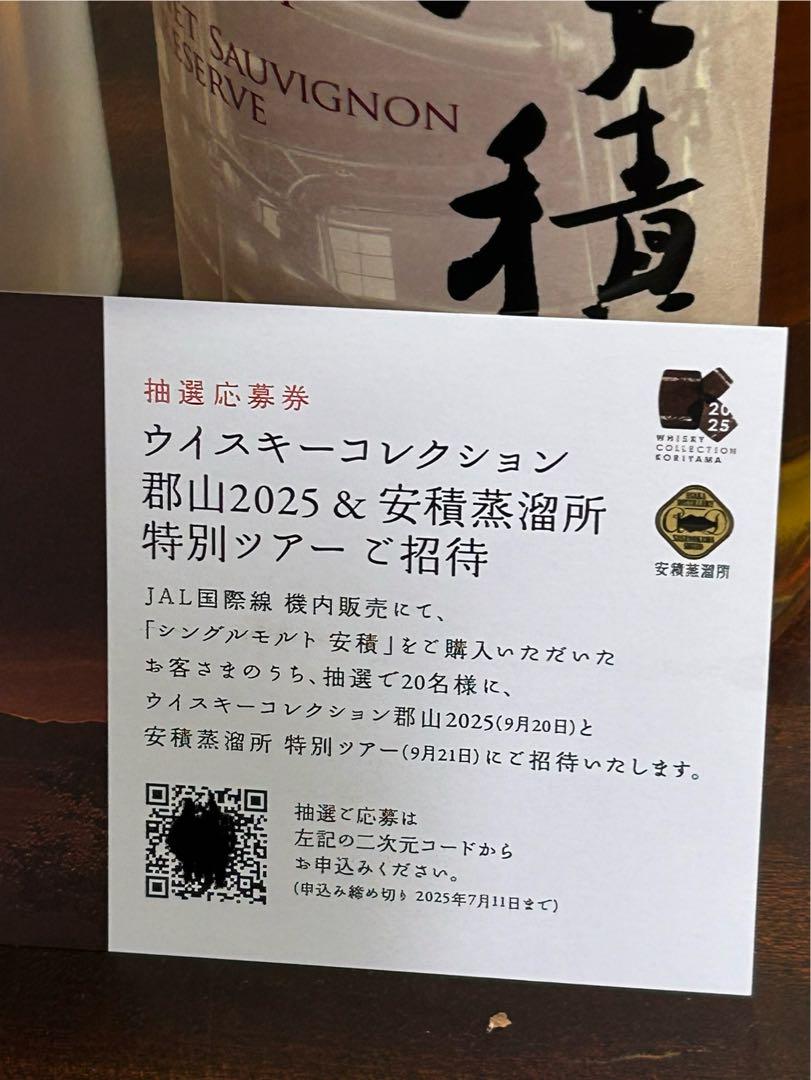 SAUVIGNON
RESERVE
積
抽選応募券
ウイスキーコレクション
郡山2025 & 安積蒸溜所
特別ツアー ご招待
20
25
WHISKY
COLLECTION
KORIYAMA
安積蒸溜所
JAL国際線 機内販売にて、
「シングルモルト 安積」をご購入いただいた
お客さまのうち、抽選で20名様に、
ウイスキーコレクション郡山2025(9月20日)と
安積蒸溜所 特別ツアー(9月21日)にご招待いたします。
抽選ご応募は
左記の二次元コードから
お申込みください。
(申込み締め切り 2025年7月11日まで)